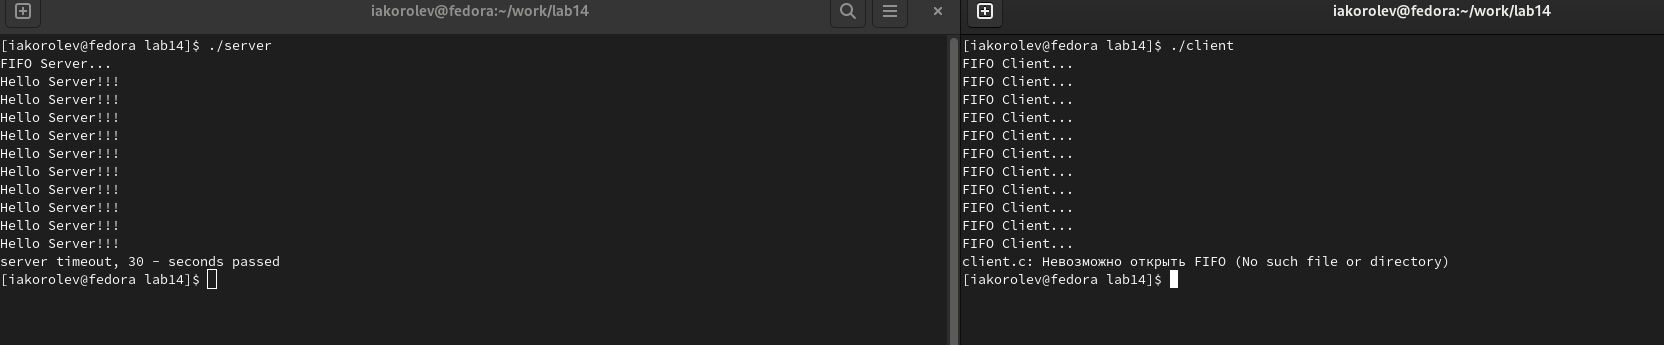 iakorolev@fedora:~/work/lab14
[iakorolev@fedora lab14]$ ./server
FIFO Server...
Hello Server!!!
Hello Server!!!
Hello Server!!!
Hello Server!!!
Hello Server!!!
Hello Server!!!
Hello Server!!!
Hello Server!!!
Hello Server!!!
Hello Server!!!
server timeout, 30 - seconds passed
[iakorolev@fedora lab14]$
iakorolev@fedora:~/work/lab14
[iakorolev@fedora lab14]$ ./client
FIFO Client...
FIFO Client...
FIFO Client...
FIFO Client...
FIFO Client...
FIFO Client...
FIFO Client...
FIFO Client...
FIFO Client...
FIFO Client...
FIFO Client...
client.c: Невозможно открыть FIFO (No such file or directory)
[iakorolev@fedora lab14]$